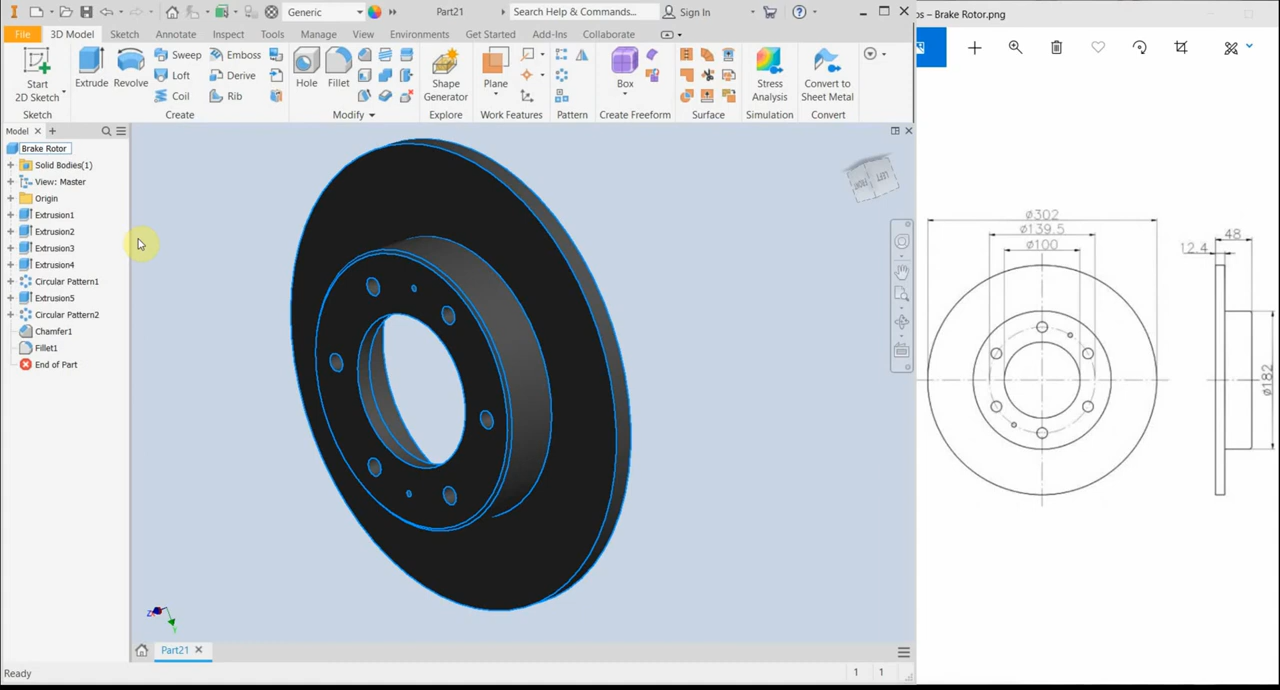 Generic
Part21
Search Help & Commands...
Sign In
os – Brake Rotor.png
File
3D Model
Sketch
Annotate
Inspect
Tools
Manage
View
Environments
Get Started
Add-Ins
Collaborate
Start
2D Sketch
Extrude
Revolve
Sweep
Loft
Coil
Emboss
Derive
Rib
Hole
Fillet
Shape
Generator
Plane
Box
Stress
Analysis
Convert to
Sheet Metal
Sketch
Create
Modify
Explore
Work Features
Pattern
Create Freeform
Surface
Simulation
Convert
Model
Brake Rotor
Solid Bodies(1)
View: Master
Origin
Extrusion1
Extrusion2
Extrusion3
Extrusion4
Circular Pattern1
Extrusion5
Circular Pattern2
Chamfer1
Fillet1
End of Part
LEFT
Ø302
Ø139.5
Ø100
48
12.4
Ø182
Part21
Ready
1
1